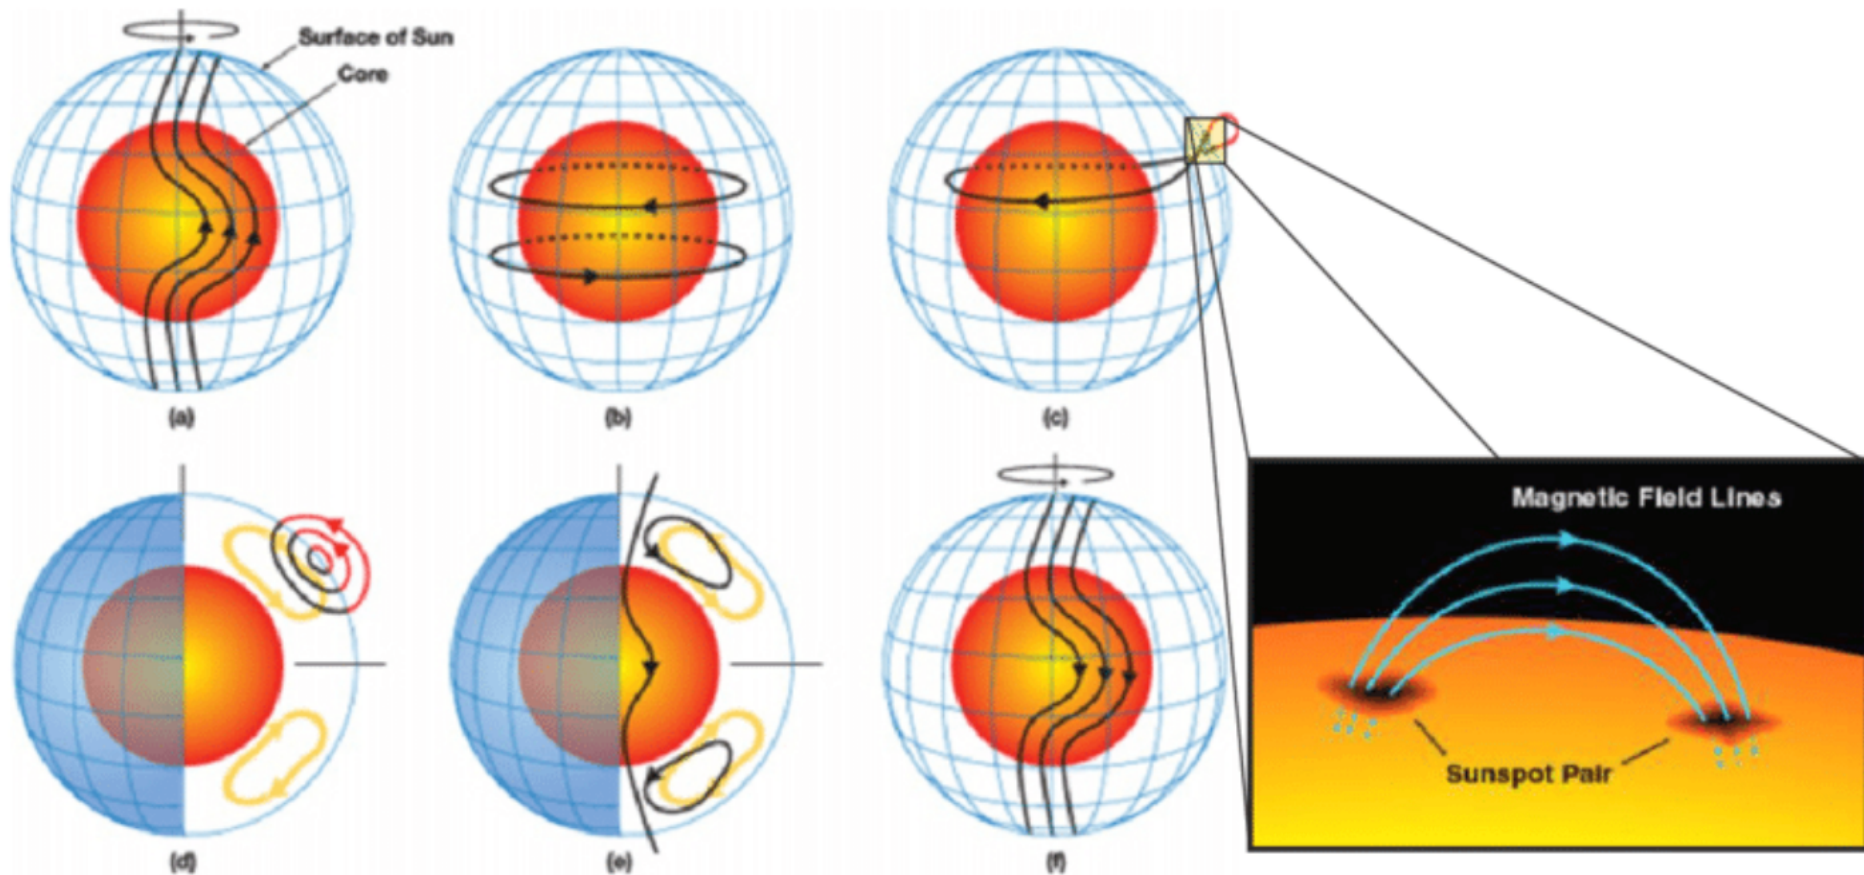 Surface of Sun
Core
(a)
(b)
(c)
(d)
(e)
(f)
Magnetic Field Lines
Sunspot Pair